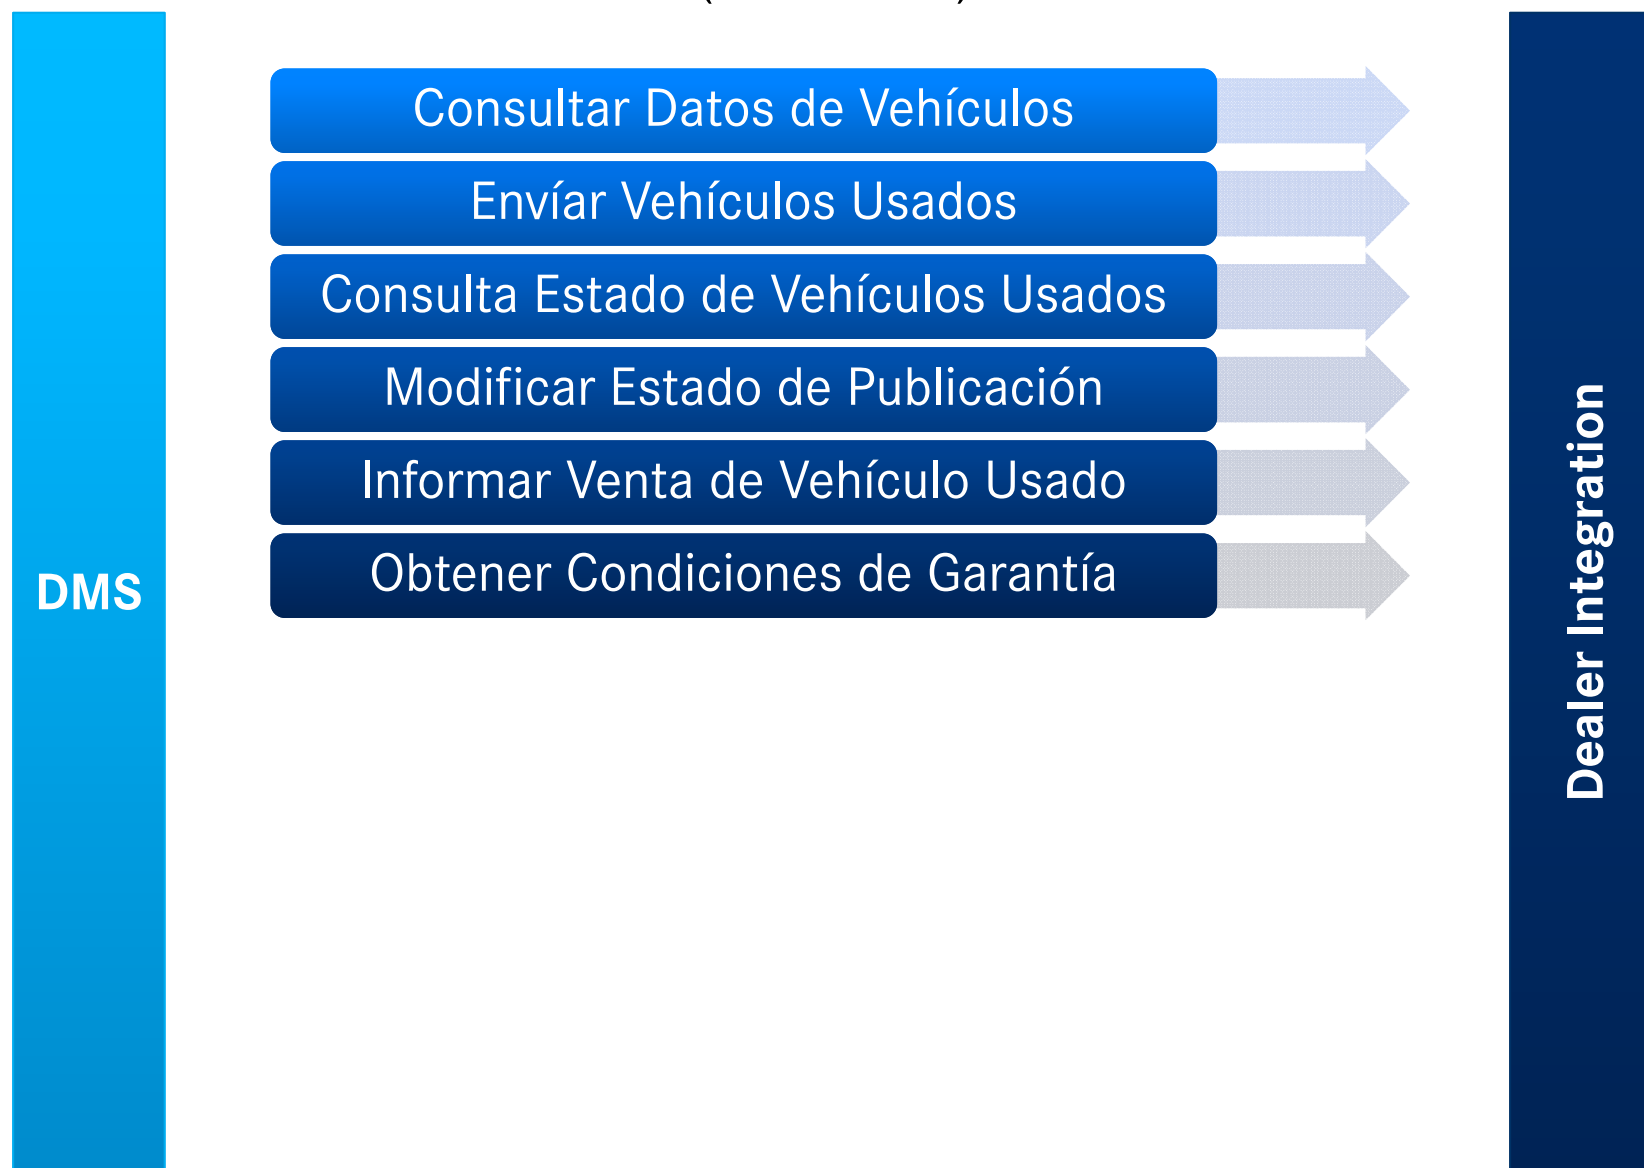 Consultar Datos de Vehículos
Envíar Vehículos Usados
Consulta Estado de Vehículos Usados
Modificar Estado de Publicación
Informar Venta de Vehículo Usado
Obtener Condiciones de Garantía
DMS
Dealer Integration